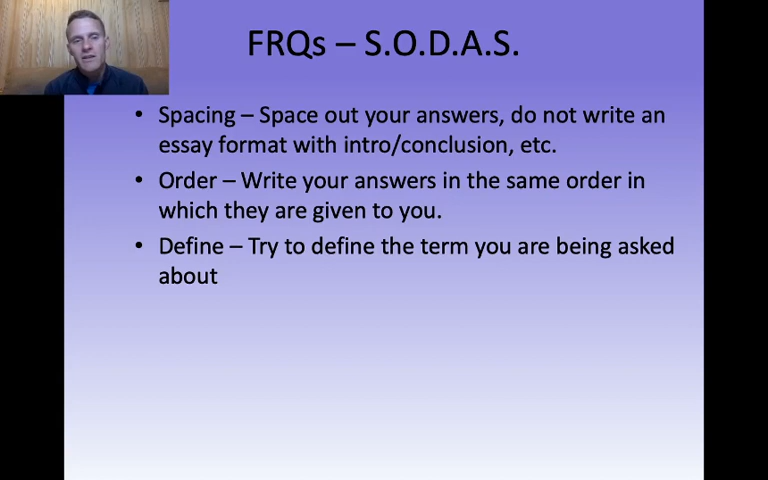 FRQs – S.O.D.A.S.
• Spacing – Space out your answers, do not write an
essay format with intro/conclusion, etc.
• Order – Write your answers in the same order in
which they are given to you.
• Define – Try to define the term you are being asked
about